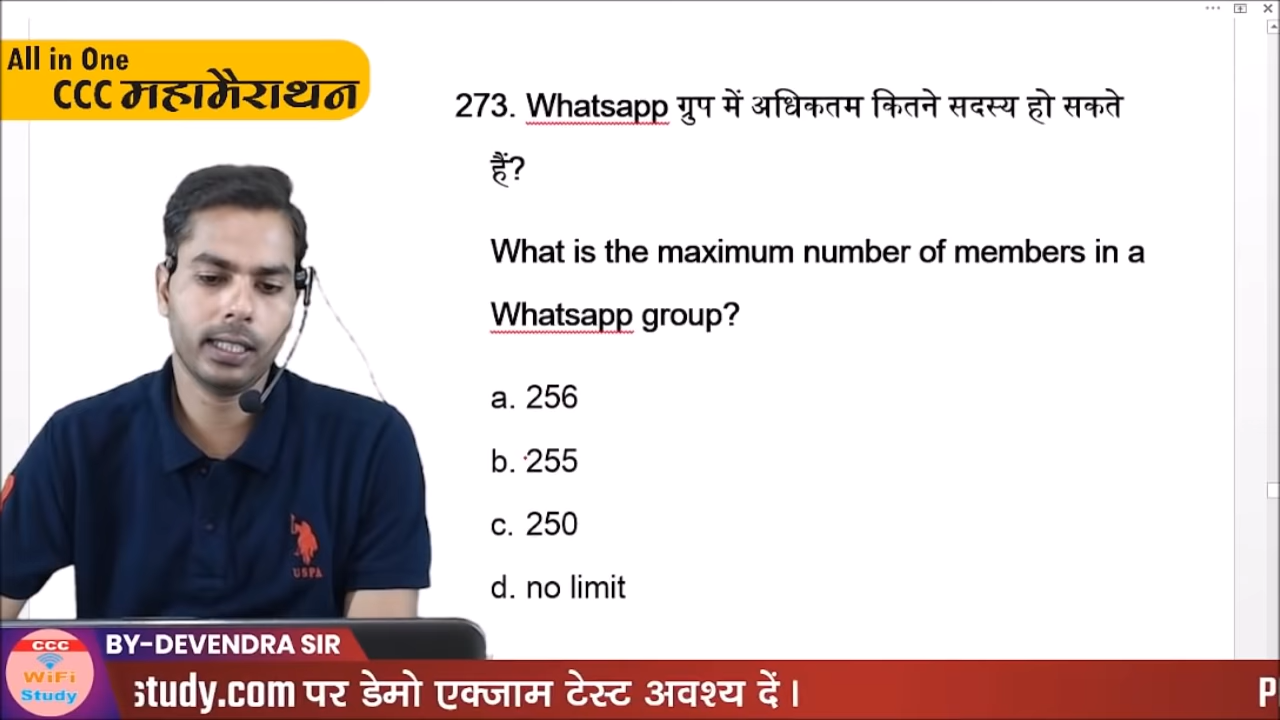 All in One
CCC महामैराथन
273. Whatsapp ग्रुप में अधिकतम कितने सदस्य हो सकते
हैं?
What is the maximum number of members in a
Whatsapp group?
a. 256
b. 255
c. 250
d. no limit
USPA
CCC
WiFi
Study
BY-DEVENDRA SIR
study.com पर डेमो एक्जाम टेस्ट अवश्य दें।